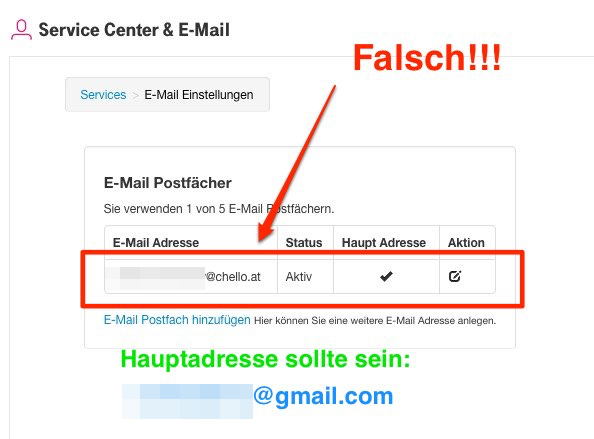 Service Center & E-Mail
Falsch!!!
Services > E-Mail Einstellungen
E-Mail Postfächer
Sie verwenden 1 von 5 E-Mail Postfächern.
E-Mail Adresse Status Haupt Adresse Aktion
@chello.at Aktiv
E-Mail Postfach hinzufügen Hier können Sie eine weitere E-Mail Adresse anlegen.
Hauptadresse sollte sein:
@gmail.com